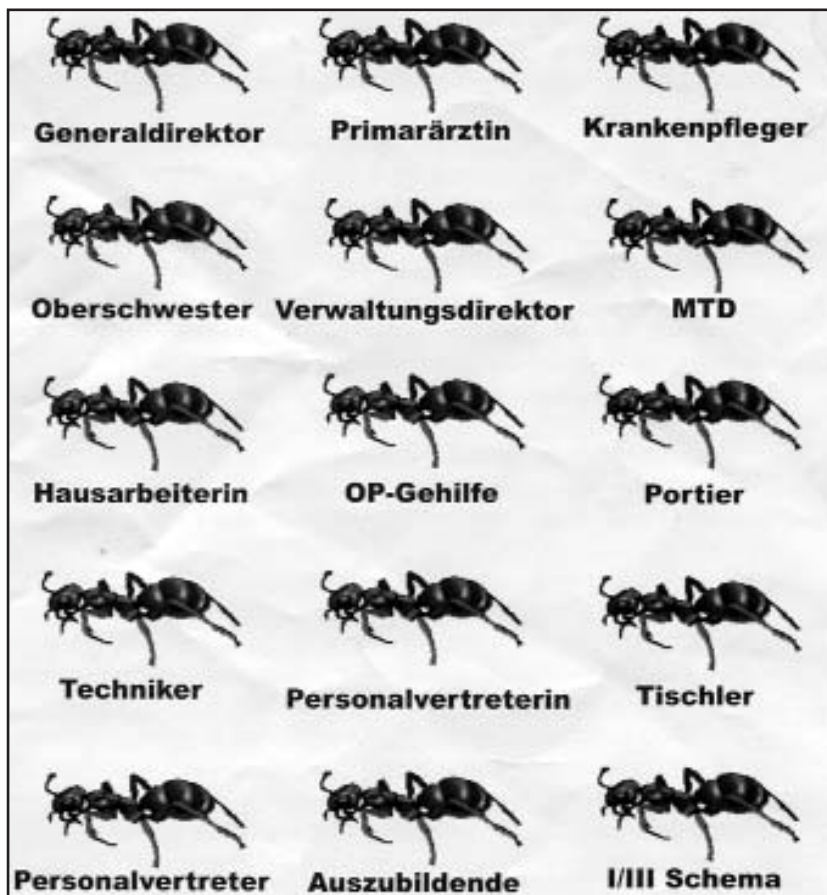 Generaldirektor Primarärztin Krankenpfleger
Oberschwester Verwaltungsdirektor MTD
Hausarbeiterin OP-Gehilfe Portier
Techniker Personalvertreterin Tischler
Personalvertreter Auszubildende I/III Schema